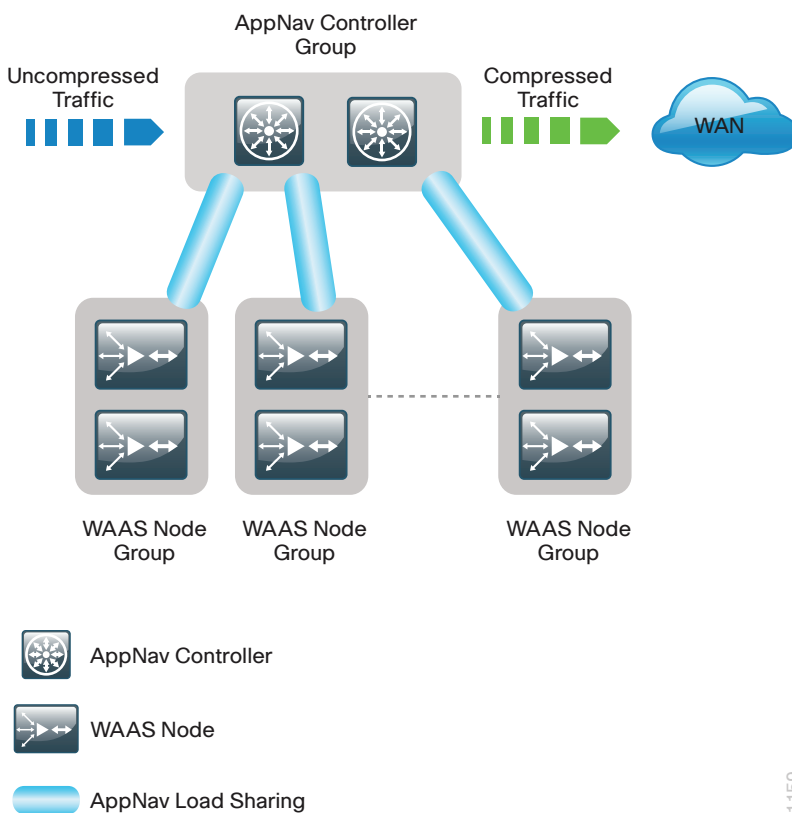 AppNav Controller
Group
Uncompressed
Traffic
Compressed
Traffic
WAN
WAAS Node
Group
WAAS Node
Group
WAAS Node
Group
AppNav Controller
WAAS Node
AppNav Load Sharing
1159